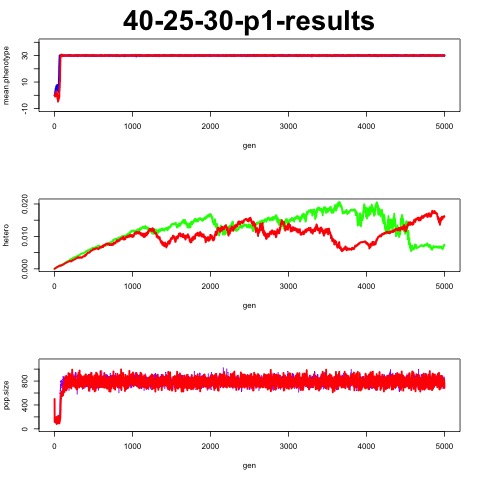 40-25-30-p1-results
mean.phenotype
-10 10 30
0 1000 2000 3000 4000 5000
gen
hetero
0.000 0.010 0.020
0 1000 2000 3000 4000 5000
gen
pop.size
0 400 800
0 1000 2000 3000 4000 5000
gen